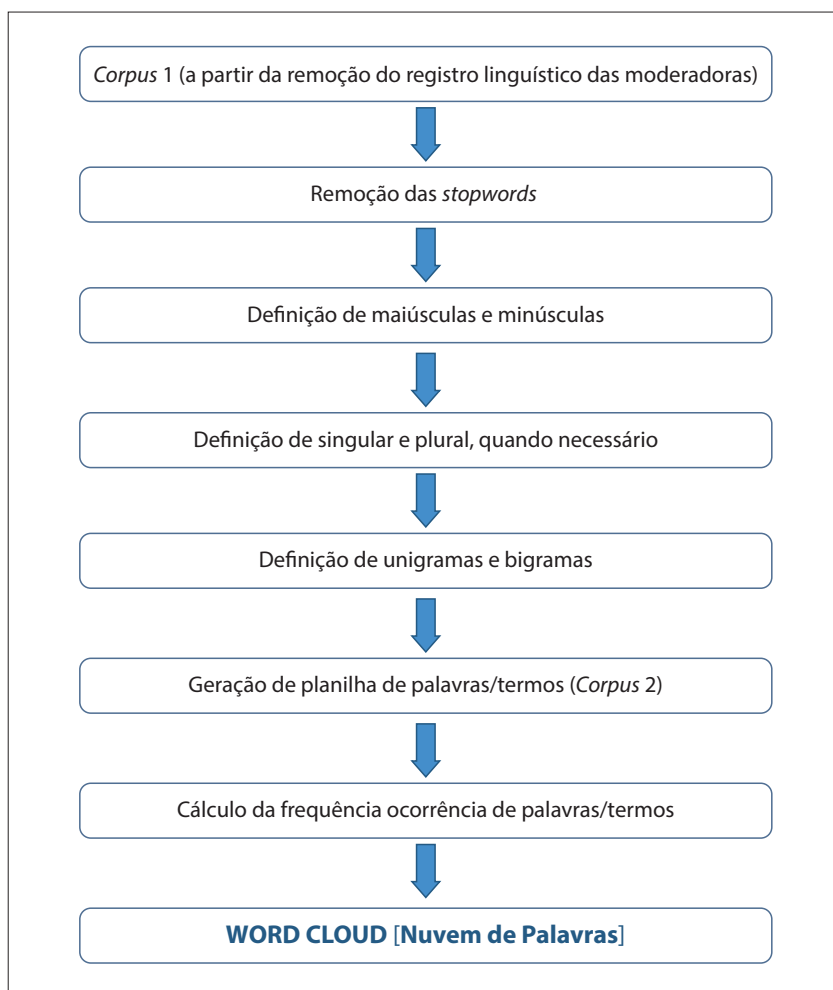 Corpus 1 (a partir da remoção do registro linguístico das moderadoras)
Remoção das stopwords
Definição de maiúsculas e minúsculas
Definição de singular e plural, quando necessário
Definição de unigramas e bigramas
Geração de planilha de palavras/termos (Corpus 2)
Cálculo da frequência ocorrência de palavras/termos
WORD CLOUD [Nuvem de Palavras]